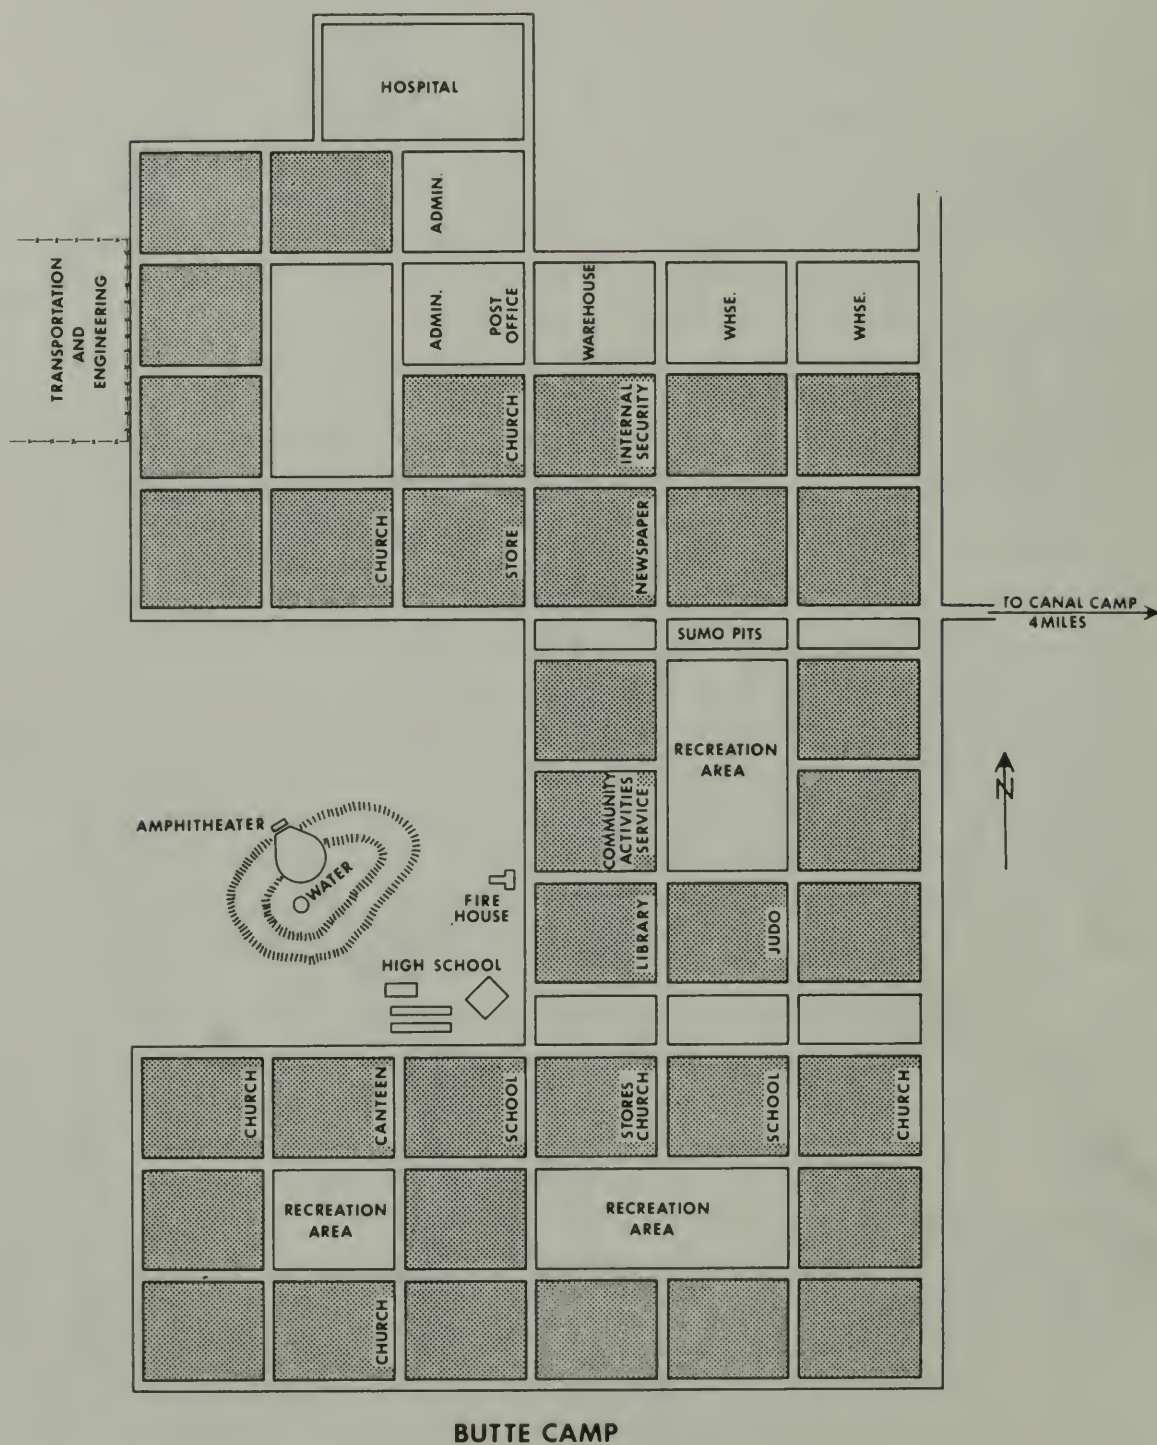 HOSPITAL
ADMIN.
TRANSPORTATION
AND
ENGINEERING
ADMIN.
POST
OFFICE
WAREHOUSE
WHSE.
WHSE.
CHURCH
INTERNAL
SECURITY
CHURCH
STORE
NEWSPAPER
TO CANAL CAMP
4 MILES
SUMO PITS
RECREATION
AREA
N
COMMUNITY
ACTIVITIES
SERVICE
AMPHITHEATER
WATER
FIRE
HOUSE
LIBRARY
JUDO
HIGH SCHOOL
CHURCH
CANTEEN
SCHOOL
STORES
CHURCH
SCHOOL
CHURCH
RECREATION
AREA
RECREATION
AREA
CHURCH
BUTTE CAMP